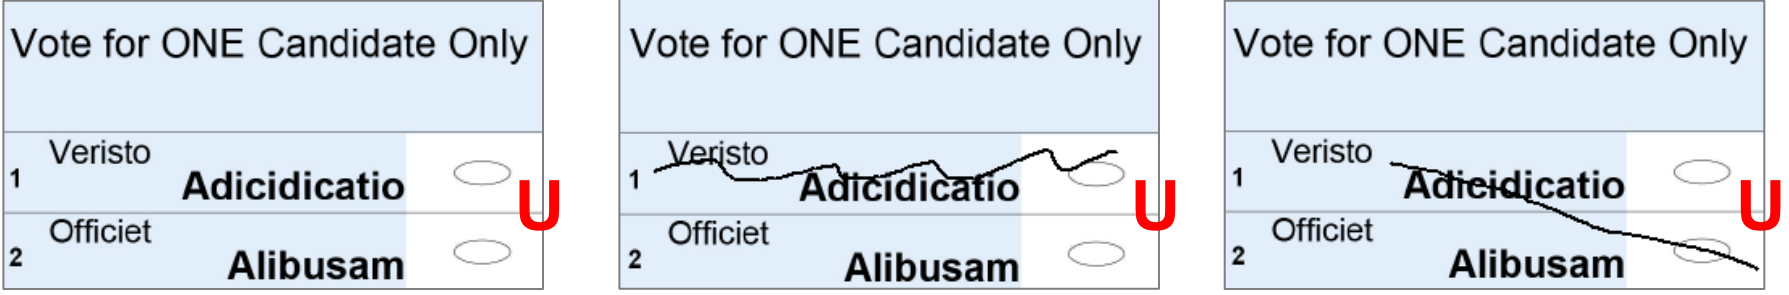 Vote for ONE Candidate Only
1 Veristo
Adicidicatio
2 Officiet
Alibusam
U
Vote for ONE Candidate Only
1 Veristo
Adicidicatio
2 Officiet
Alibusam
U
Vote for ONE Candidate Only
1 Veristo
Adicidicatio
2 Officiet
Alibusam
U